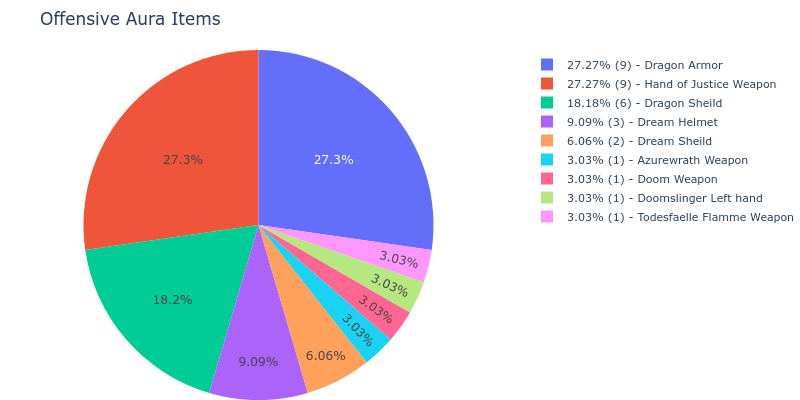 Offensive Aura Items
27.27% (9) - Dragon Armor
27.27% (9) - Hand of Justice Weapon
18.18% (6) - Dragon Sheild
9.09% (3) - Dream Helmet
6.06% (2) - Dream Sheild
3.03% (1) - Azurewrath Weapon
3.03% (1) - Doom Weapon
3.03% (1) - Doomslinger Left hand
3.03% (1) - Todesfaelle Flamme Weapon
27.3%
27.3%
3.03%
3.03%
3.03%
3.03%
6.06%
9.09%
18.2%